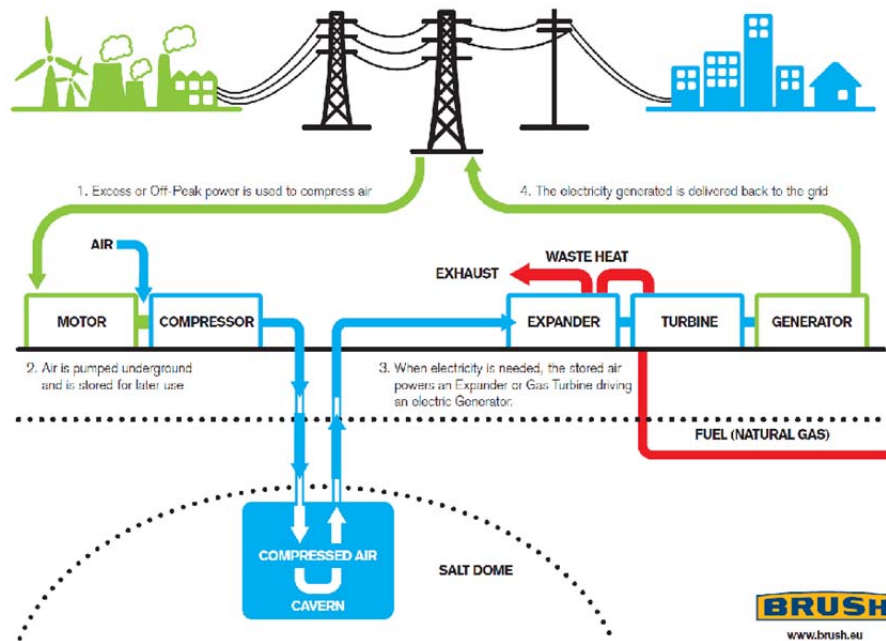 1. Excess or Off-Peak power is used to compress air
4. The electricity generated is delivered back to the grid
AIR
WASTE HEAT
EXHAUST
MOTOR
COMPRESSOR
EXPANDER
TURBINE
GENERATOR
2. Air is pumped underground
and is stored for later use
3. When electricity is needed, the stored air
powers an Expander or Gas Turbine driving
an electric Generator.
FUEL (NATURAL GAS)
COMPRESSED AIR
CAVERN
SALT DOME
BRUSH
www.brush.eu